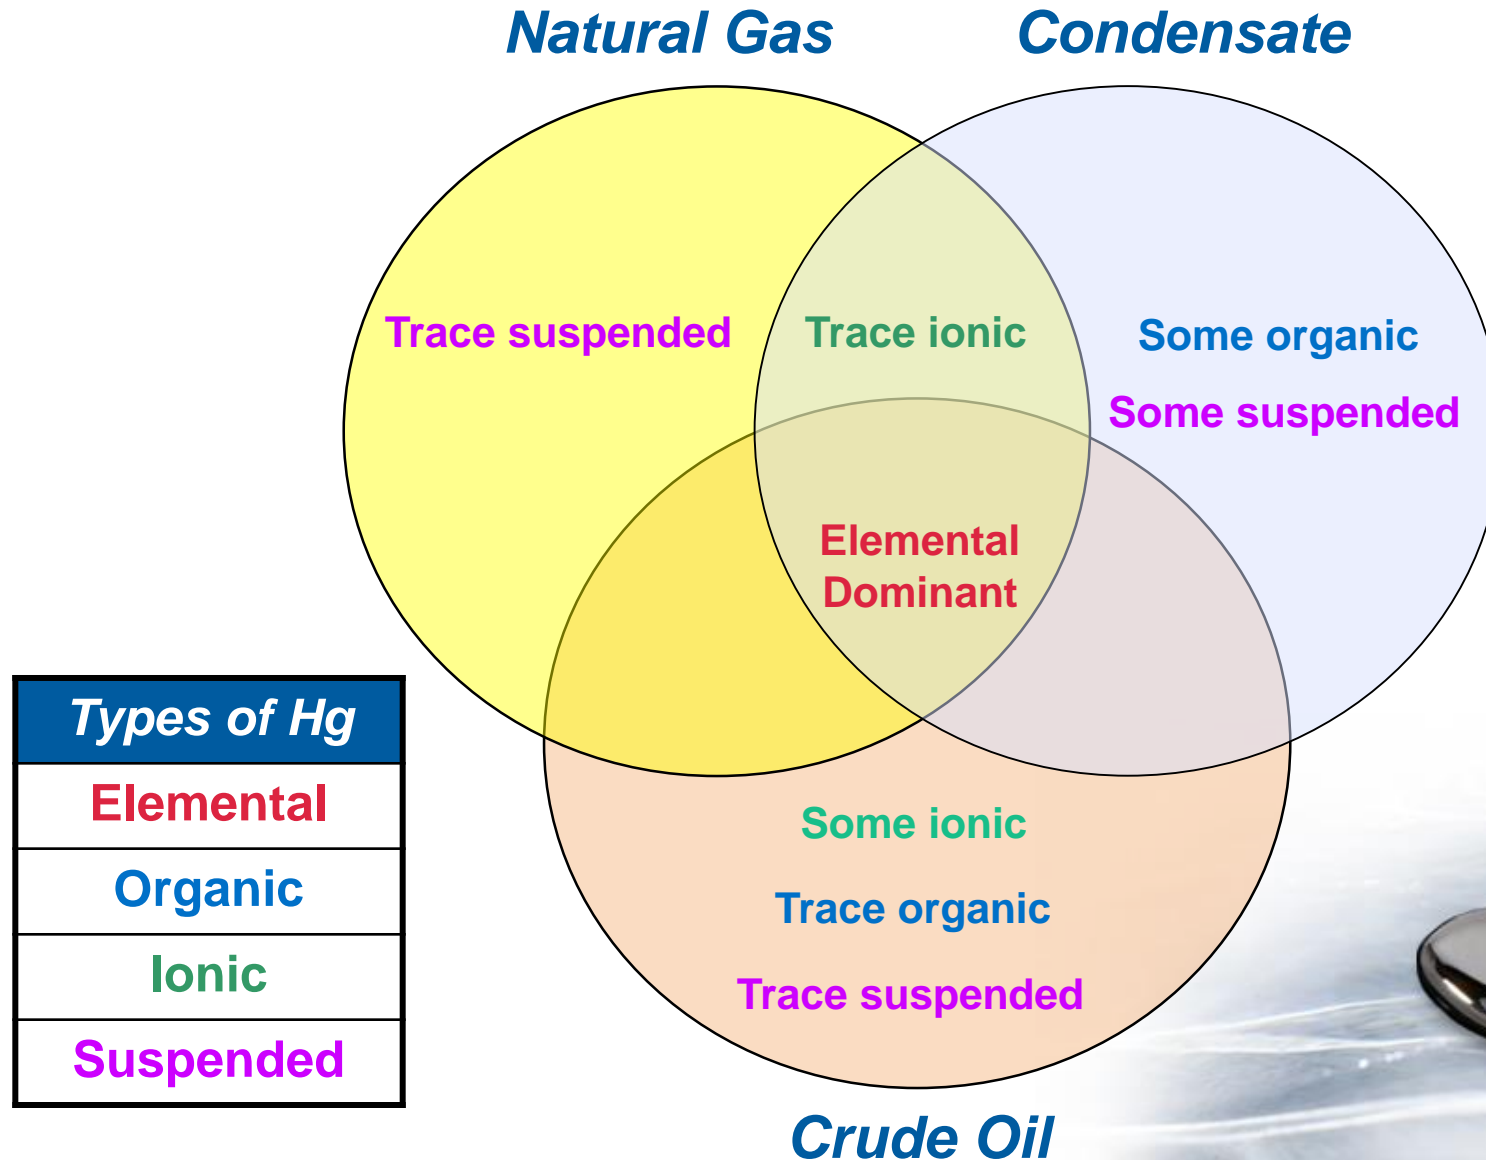 Natural Gas
Condensate
Trace suspended
Trace ionic
Some organic
Some suspended
Elemental
Dominant
Types of Hg
Elemental
Organic
Ionic
Suspended
Some ionic
Trace organic
Trace suspended
Crude Oil